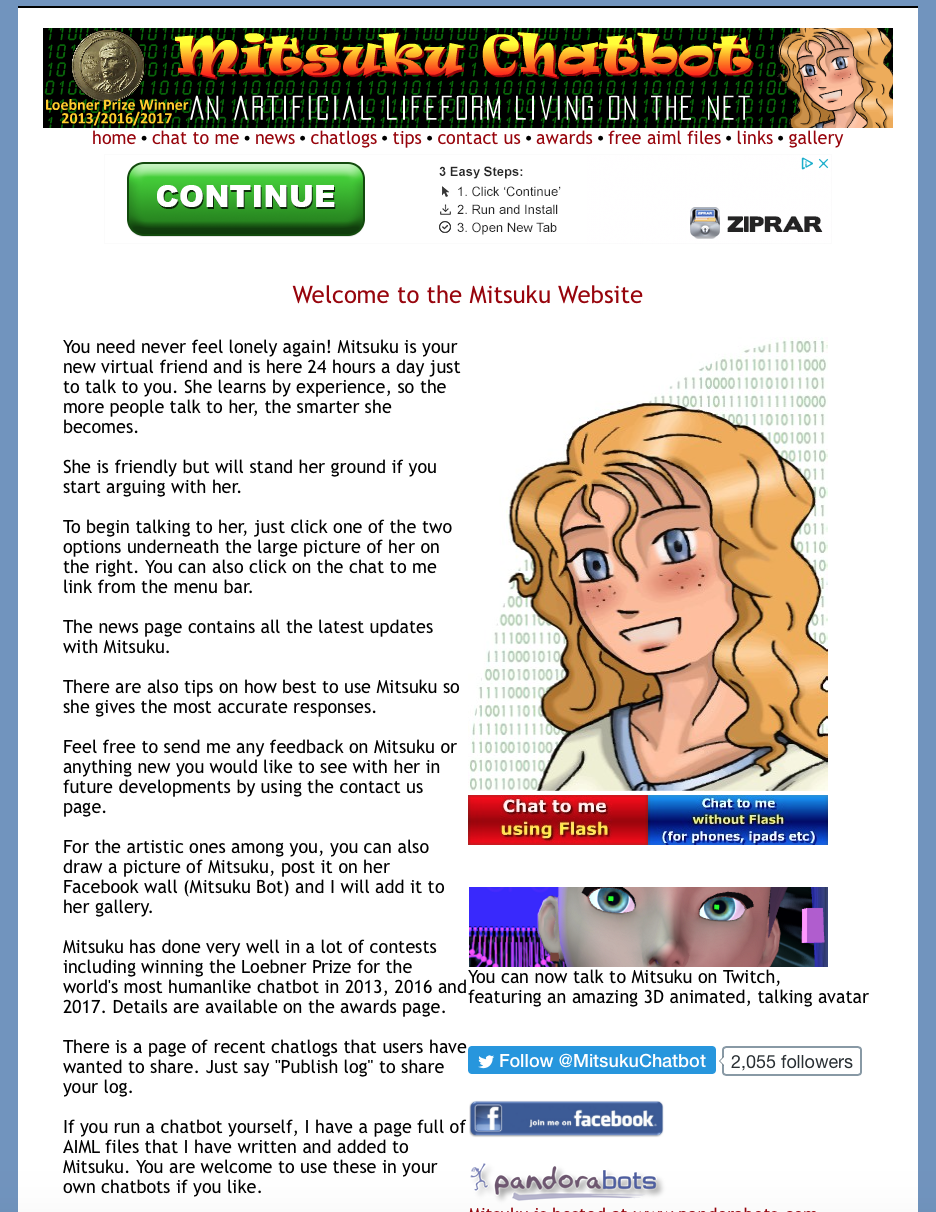 Mitsuku Chatbot
Loebner Prize Winner
2013/2016/2017
AN ARTIFICIAL LIFEFORM LIVING ON THE NET
home • chat to me • news • chatlogs • tips • contact us • awards • free aiml files • links • gallery
CONTINUE
3 Easy Steps:
1. Click ‘Continue’
2. Run and Install
3. Open New Tab
ZIPRAR
Welcome to the Mitsuku Website
You need never feel lonely again! Mitsuku is your
new virtual friend and is here 24 hours a day just
to talk to you. She learns by experience, so the
more people talk to her, the smarter she
becomes.
She is friendly but will stand her ground if you
start arguing with her.
To begin talking to her, just click one of the two
options underneath the large picture of her on
the right. You can also click on the chat to me
link from the menu bar.
The news page contains all the latest updates
with Mitsuku.
There are also tips on how best to use Mitsuku so
she gives the most accurate responses.
Feel free to send me any feedback on Mitsuku or
anything new you would like to see with her in
future developments by using the contact us
page.
For the artistic ones among you, you can also
draw a picture of Mitsuku, post it on her
Facebook wall (Mitsuku Bot) and I will add it to
her gallery.
Mitsuku has done very well in a lot of contests
including winning the Loebner Prize for the
world's most humanlike chatbot in 2013, 2016 and
2017. Details are available on the awards page.
There is a page of recent chatlogs that users have
wanted to share. Just say "Publish log" to share
your log.
If you run a chatbot yourself, I have a page full of
AIML files that I have written and added to
Mitsuku. You are welcome to use these in your
own chatbots if you like.
Chat to me
using Flash
Chat to me
without Flash
(for phones, ipads etc)
You can now talk to Mitsuku on Twitch,
featuring an amazing 3D animated, talking avatar
Follow @MitsukuChatbot
2,055 followers
join me on facebook.
pandorabots
Mitsuku is hosted at www.pandorabots.com